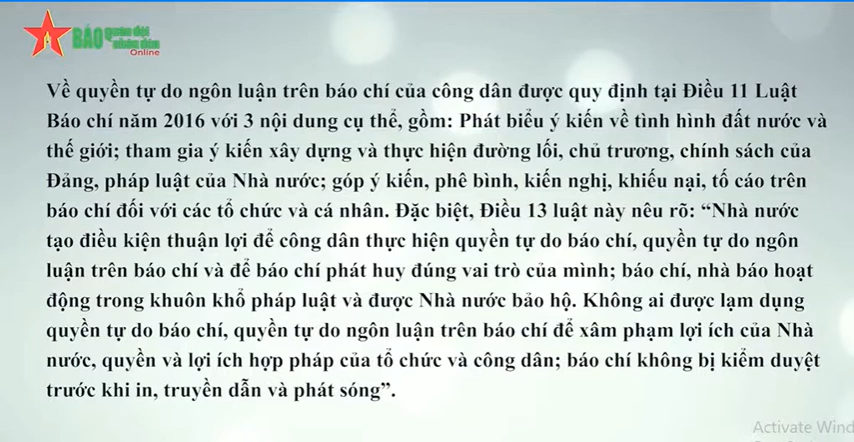 BÁO quân đội nhân dân
Online
Về quyền tự do ngôn luận trên báo chí của công dân được quy định tại Điều 11 Luật
Báo chí năm 2016 với 3 nội dung cụ thể, gồm: Phát biểu ý kiến về tình hình đất nước và
thế giới; tham gia ý kiến xây dựng và thực hiện đường lối, chủ trương, chính sách của
Đảng, pháp luật của Nhà nước; góp ý kiến, phê bình, kiến nghị, khiếu nại, tố cáo trên
báo chí đối với các tổ chức và cá nhân. Đặc biệt, Điều 13 luật này nêu rõ: “Nhà nước
tạo điều kiện thuận lợi để công dân thực hiện quyền tự do báo chí, quyền tự do ngôn
luận trên báo chí và để báo chí phát huy đúng vai trò của mình; báo chí, nhà báo hoạt
động trong khuôn khổ pháp luật và được Nhà nước bảo hộ. Không ai được lạm dụng
quyền tự do báo chí, quyền tự do ngôn luận trên báo chí để xâm phạm lợi ích của Nhà
nước, quyền và lợi ích hợp pháp của tổ chức và công dân; báo chí không bị kiểm duyệt
trước khi in, truyền dẫn và phát sóng”.
Activate Wind